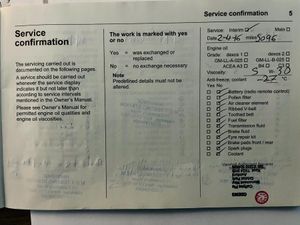 Service confirmation 5
Service
confirmation
The servicing carried out is
documented on the following pages.
A service should be carried out
whenever the service display
indicates it but not later than
according to service intervals
mentioned in the Owner's Manual.
Please see Owner's Manual for
permitted engine oil quantities and
engine oil viscosities.
The work is marked with yes
or no
Yes = was exchanged or
replaced
No = no exchange necessary
Note
Predefined details must not be
altered.
Service: Interim Main
Date miles
Engine oil
Grade: dexos 1 dexos 2
GM-LL-A-025 GM-LL-B-025
ACEA A3
Viscosity: 5 W- 30
Anti-freeze, coolant °C
Yes No
Battery (radio remote control)
Pollen filter
Air cleaner element
Ribbed V-belt
Toothed belt
Fuel filter
Transmission fluid
Brake fluid
Tyre repair kit
Brake pads front / rear
Spark plugs
Coolant